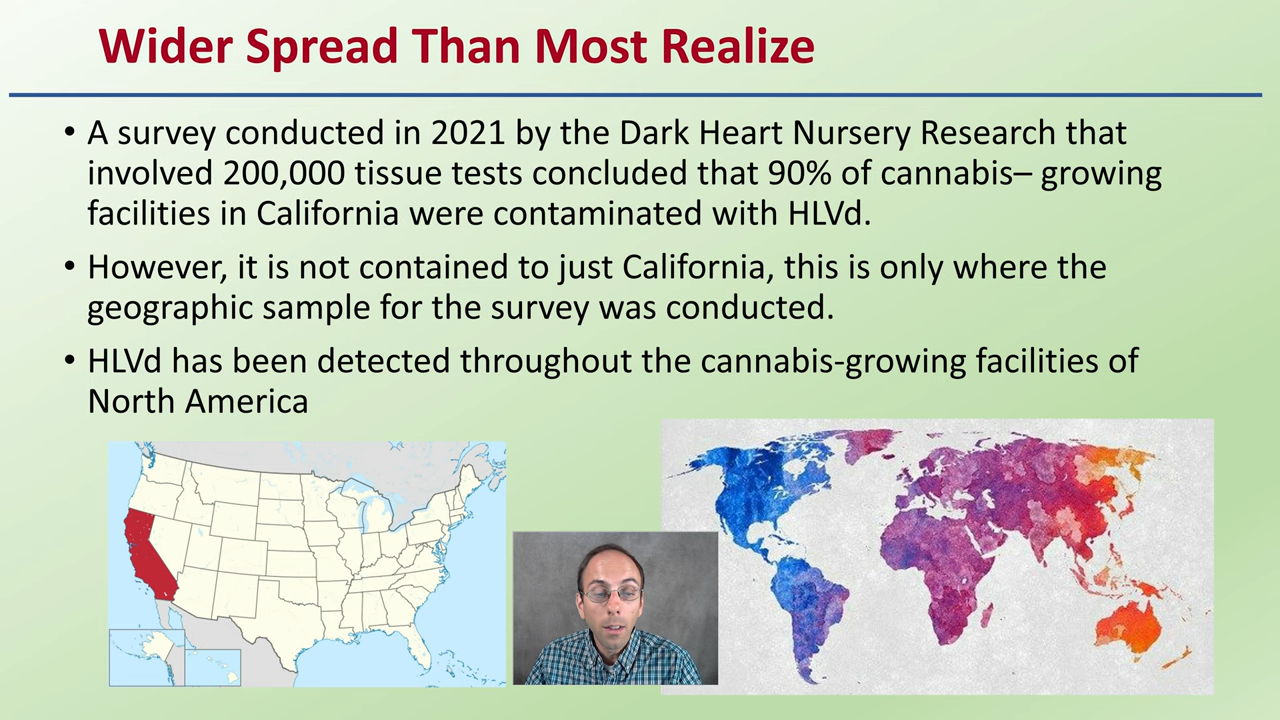 Wider Spread Than Most Realize
• A survey conducted in 2021 by the Dark Heart Nursery Research that
involved 200,000 tissue tests concluded that 90% of cannabis– growing
facilities in California were contaminated with HLVd.
• However, it is not contained to just California, this is only where the
geographic sample for the survey was conducted.
• HLVd has been detected throughout the cannabis-growing facilities of
North America